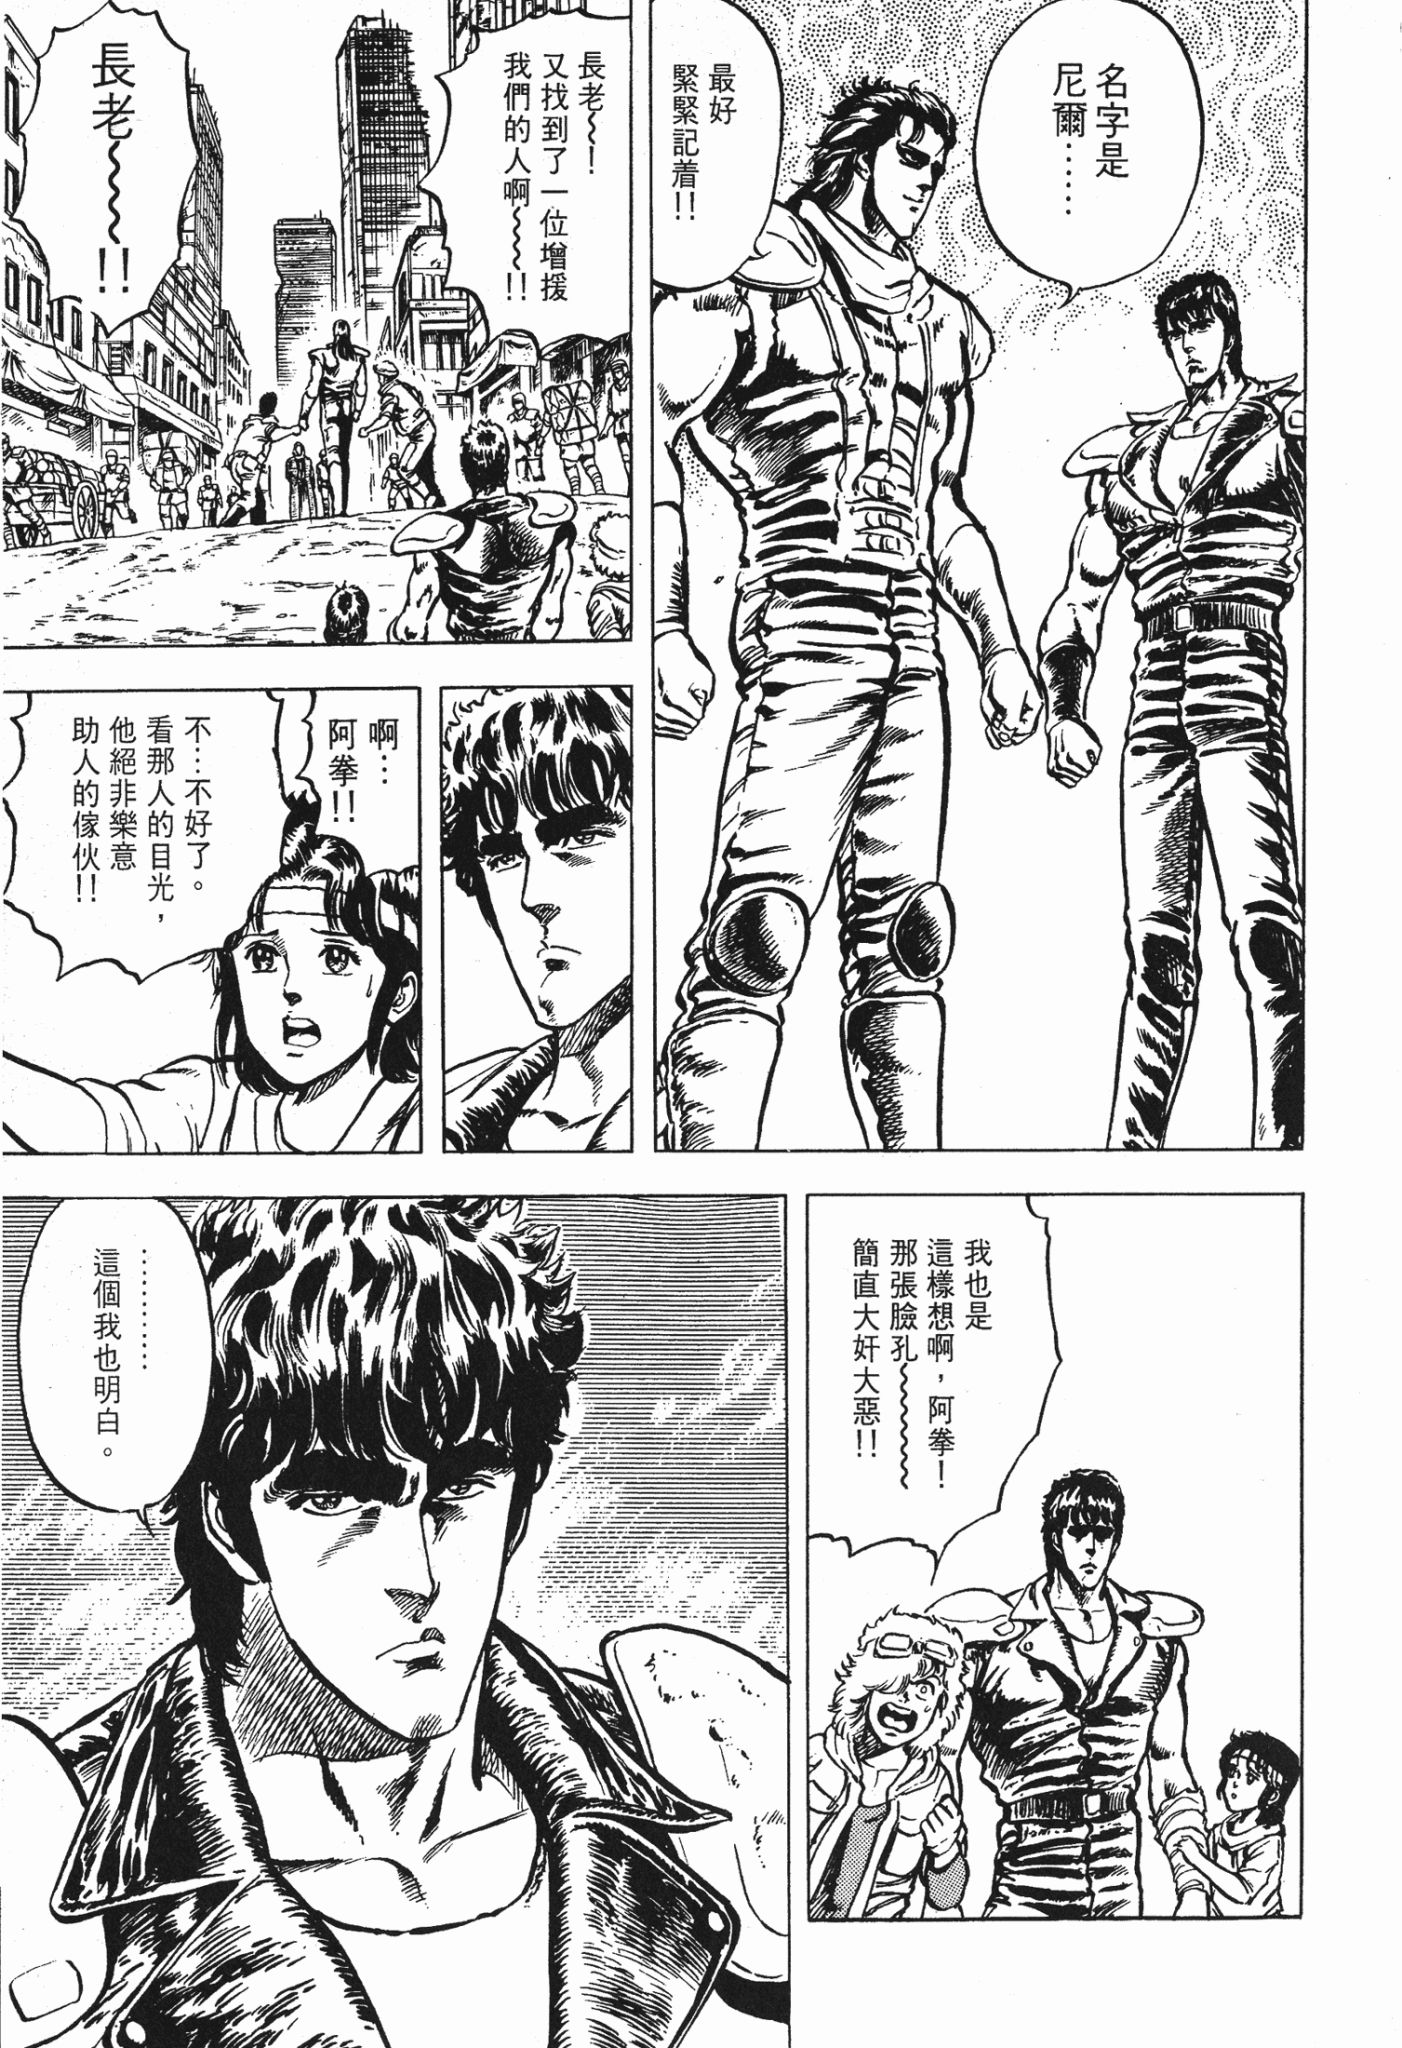 名字是
尼爾⋯⋯
最好
緊緊記着!!
長老～～!
又找到了一位增援
我們的人啊～～!!
長老～～～!!
啊⋯
阿拳!!
不⋯不好了。
看那人的目光，
他絕非樂意
助人的傢伙!!
我也是
這樣想啊，阿拳!
那張臉孔～～～～
簡直大奸大惡!!
⋯⋯⋯
這個我也明白。